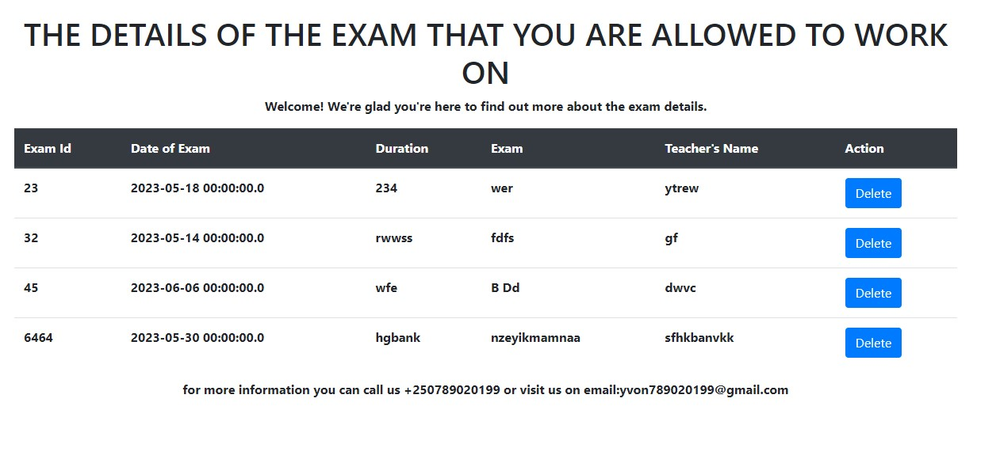 THE DETAILS OF THE EXAM THAT YOU ARE ALLOWED TO WORK
ON
Welcome! We're glad you're here to find out more about the exam details.
Exam Id Date of Exam Duration Exam Teacher's Name Action
23 2023-05-18 00:00:00.0 234 wer ytrew Delete
32 2023-05-14 00:00:00.0 rwwss fdfs gf Delete
45 2023-06-06 00:00:00.0 wfe B Dd dwvc Delete
6464 2023-05-30 00:00:00.0 hgbank nzeyikmamnaa sfhkbanvkk Delete
for more information you can call us +250789020199 or visit us on email:yvon789020199@gmail.com